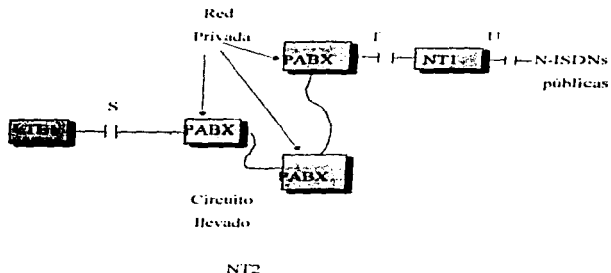 Red
Privada
PABX
NT1
U
N-ISDNs
públicas
S
PABX
PABX
Circuito
llevado
NT2